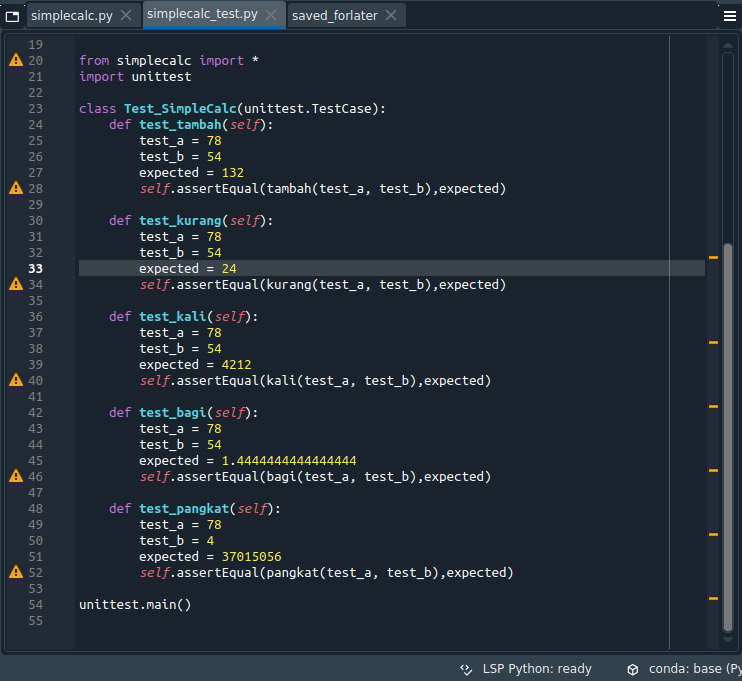 simplecalc.py
simplecalc_test.py
saved_forlater
19
20 from simplecalc import *
21 import unittest
22
23 class Test_SimpleCalc(unittest.TestCase):
24     def test_tambah(self):
25         test_a = 78
26         test_b = 54
27         expected = 132
28         self.assertEqual(tambah(test_a, test_b),expected)
29
30     def test_kurang(self):
31         test_a = 78
32         test_b = 54
33         expected = 24
34         self.assertEqual(kurang(test_a, test_b),expected)
35
36     def test_kali(self):
37         test_a = 78
38         test_b = 54
39         expected = 4212
40         self.assertEqual(kali(test_a, test_b),expected)
41
42     def test_bagi(self):
43         test_a = 78
44         test_b = 54
45         expected = 1.4444444444444444
46         self.assertEqual(bagi(test_a, test_b),expected)
47
48     def test_pangkat(self):
49         test_a = 78
50         test_b = 4
51         expected = 37015056
52         self.assertEqual(pangkat(test_a, test_b),expected)
53
54 unittest.main()
55
LSP Python: ready
conda: base (Py